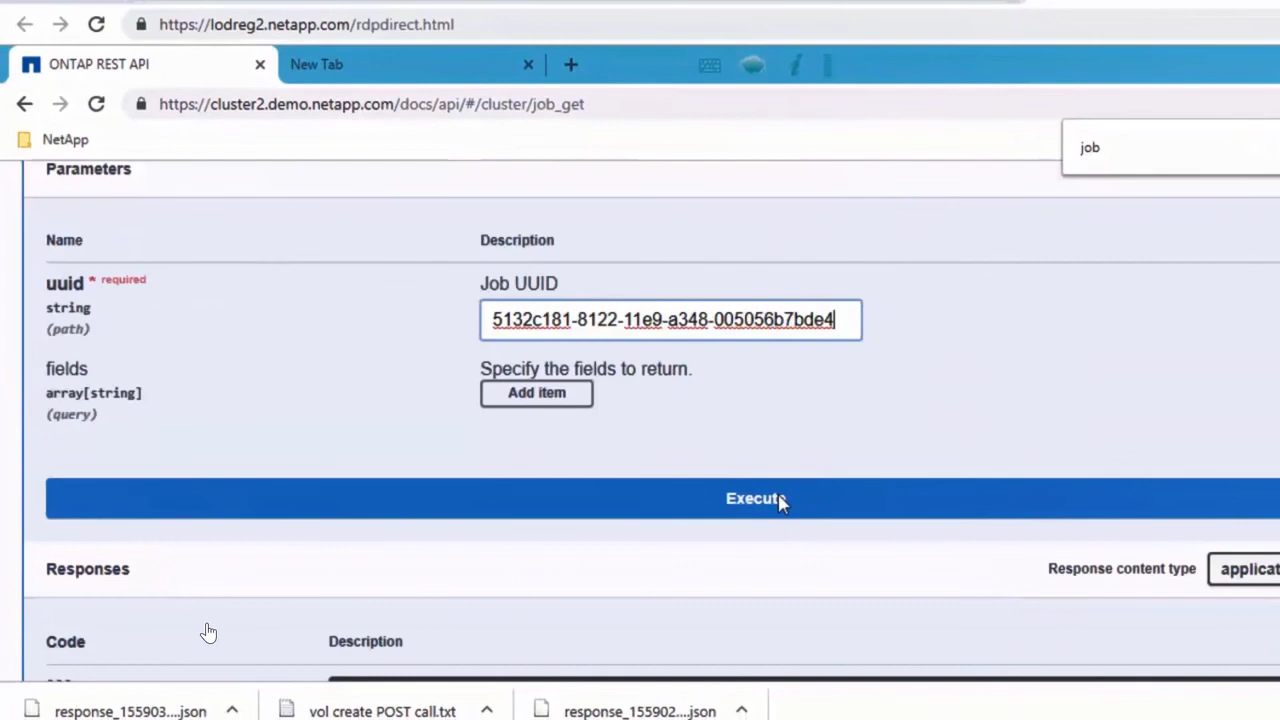 https://lodreg2.netapp.com/rdpdirect.html
ONTAP REST API
New Tab
https://cluster2.demo.netapp.com/docs/api/#/cluster/job_get
NetApp
job
Parameters
Name Description
uuid * required Job UUID
string
(path)
5132c181-8122-11e9-a348-005056b7bde4
fields Specify the fields to return.
array[string]
(query)
Add item
Execute
Responses Response content type applicat
Code Description
response_155903....json vol create POST call.txt response_155902....json